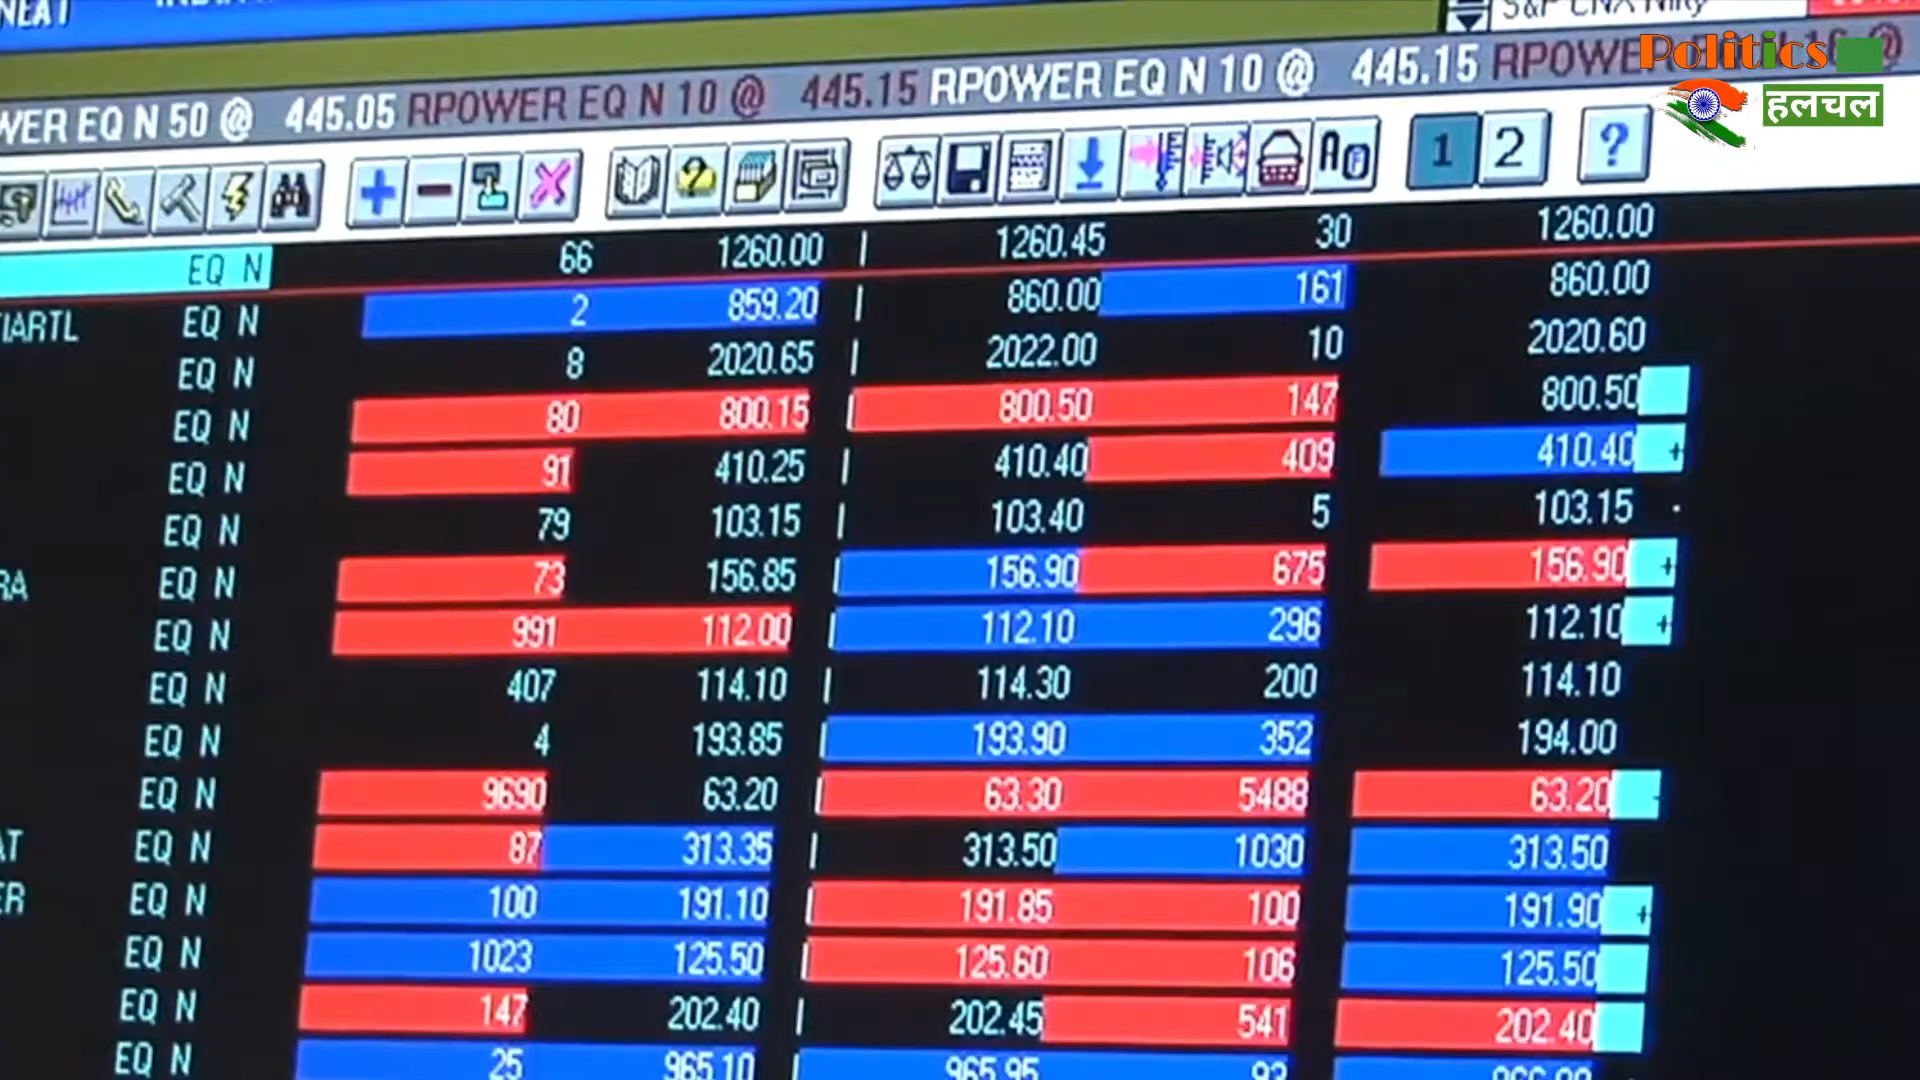 NEAT
S&P CNX Nifty
WER EQ N 50 @ 445.05 RPOWER EQ N 10 @ 445.15 RPOWER EQ N 10 @ 445.15 RPOWER
Politics
हलचल
1 2 ?
EQ N 66 1260.00 | 1260.45 30 1260.00
IARTL EQ N 2 859.20 | 860.00 161 860.00
EQ N 8 2020.65 | 2022.00 10 2020.60
EQ N 80 800.15 | 800.50 147 800.50
EQ N 91 410.25 | 410.40 409 410.40 +
EQ N 79 103.15 | 103.40 5 103.15 .
RA EQ N 73 156.85 | 156.90 675 156.90 +
EQ N 991 112.00 | 112.10 296 112.10 +
EQ N 407 114.10 | 114.30 200 114.10
EQ N 4 193.85 | 193.90 352 194.00
EQ N 9690 63.20 | 63.30 5488 63.20 -
AT EQ N 87 313.35 | 313.50 1030 313.50
ER EQ N 100 191.10 | 191.85 100 191.90 +
EQ N 1023 125.50 | 125.60 106 125.50
EQ N 147 202.40 | 202.45 541 202.40
EQ N 25 965.10 | 965.95 93